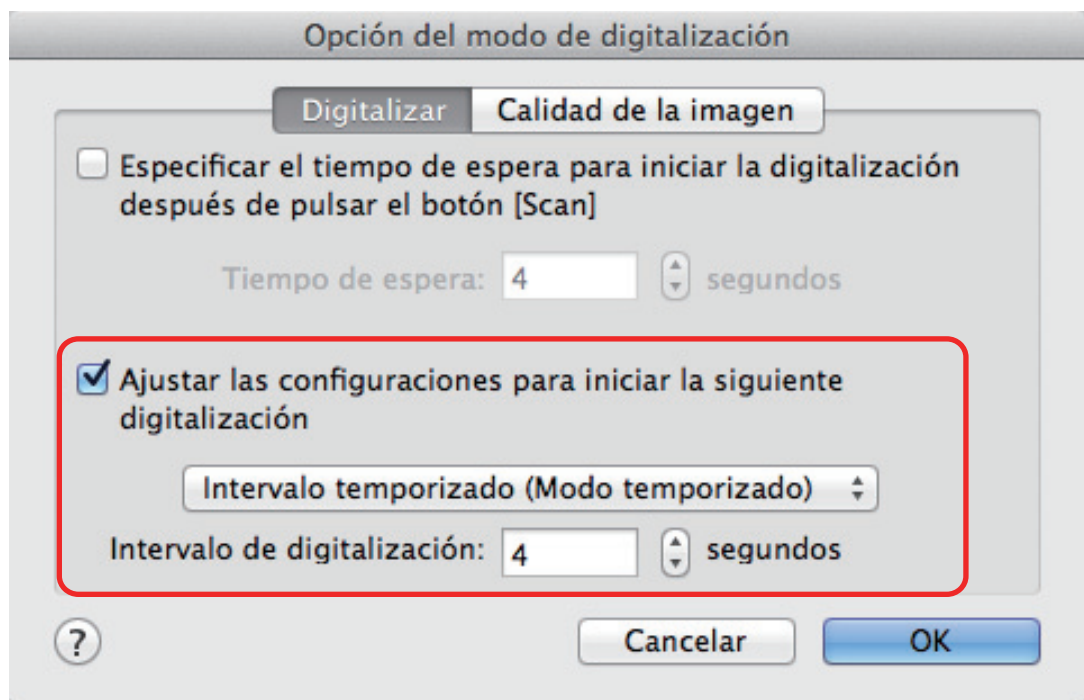 Opción del modo de digitalización
Digitalizar
Calidad de la imagen
Especificar el tiempo de espera para iniciar la digitalización
después de pulsar el botón [Scan]
Tiempo de espera: 4 segundos
Ajustar las configuraciones para iniciar la siguiente
digitalización
Intervalo temporizado (Modo temporizado)
Intervalo de digitalización: 4 segundos
?
Cancelar
OK